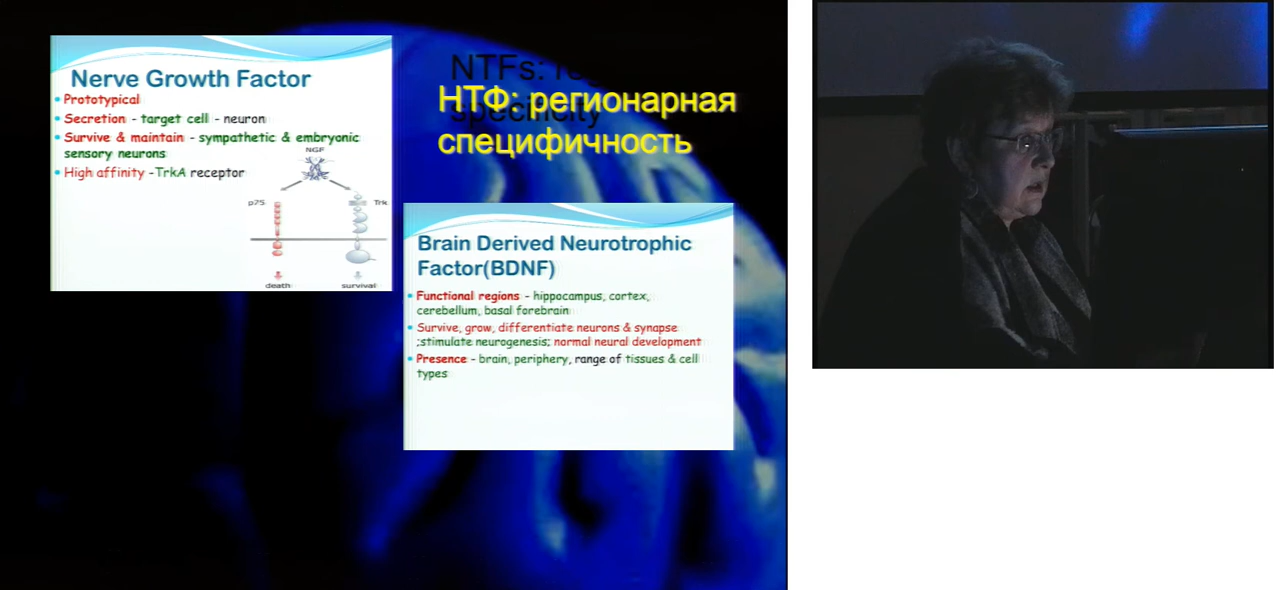 Nerve Growth Factor
Prototypical
Secretion - target cell - neuron
Survive & maintain - sympathetic & embryonic
sensory neurons
High affinity -TrkA receptor
NGF
p75
Trk
death
survival
NTFs:
specificity
НТФ: регионарная
специфичность
Brain Derived Neurotrophic
Factor(BDNF)
Functional regions - hippocampus, cortex,
cerebellum, basal forebrain
Survive, grow, differentiate neurons & synapse
;stimulate neurogenesis; normal neural development
Presence - brain, periphery, range of tissues & cell
types